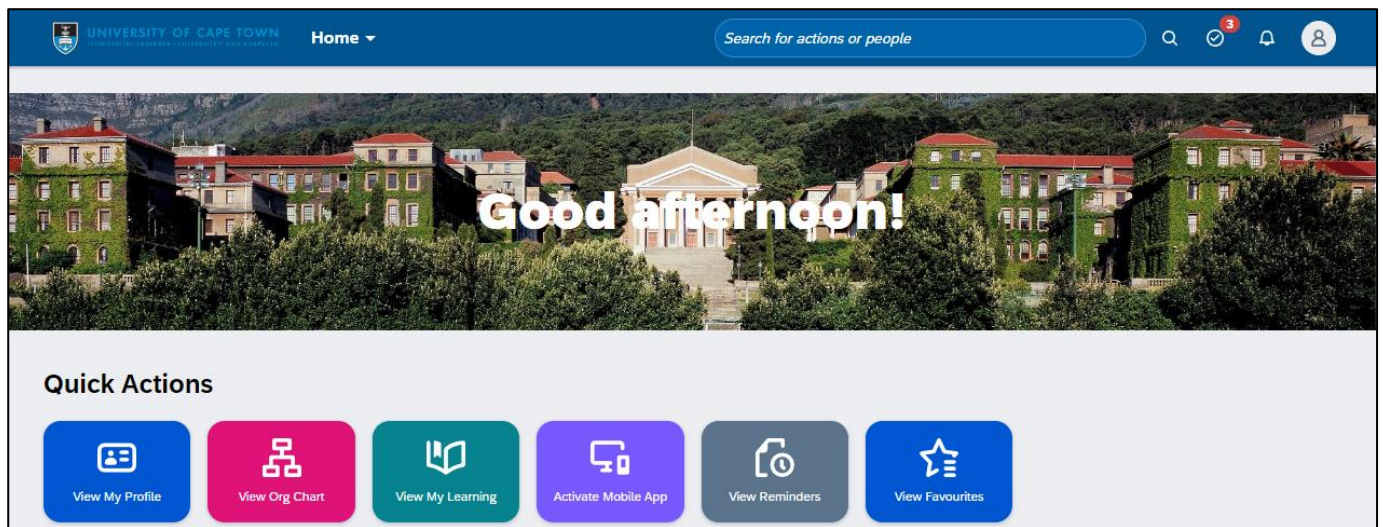 UNIVERSITY OF CAPE TOWN
Home
Search for actions or people
3
Good afternoon!
Quick Actions
View My Profile
View Org Chart
View My Learning
Activate Mobile App
View Reminders
View Favourites